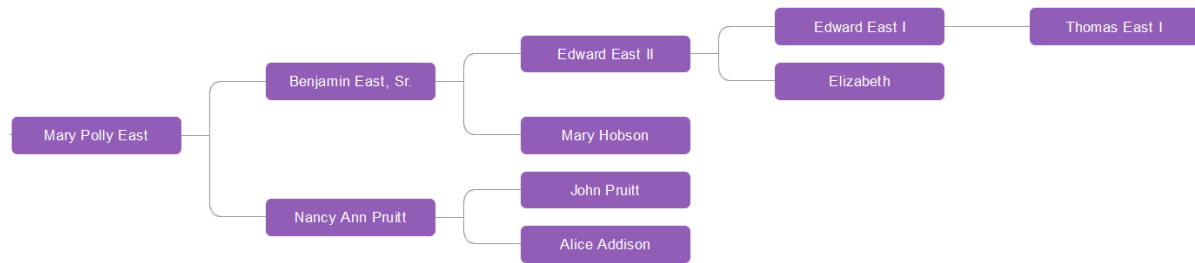 Edward East I
Thomas East I
Edward East II
Benjamin East, Sr.
Elizabeth
Mary Polly East
Mary Hobson
John Pruitt
Nancy Ann Pruitt
Alice Addison